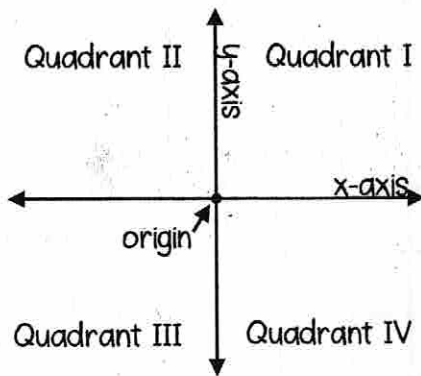 Quadrant II
Quadrant I
y-axis
x-axis
origin
Quadrant III
Quadrant IV